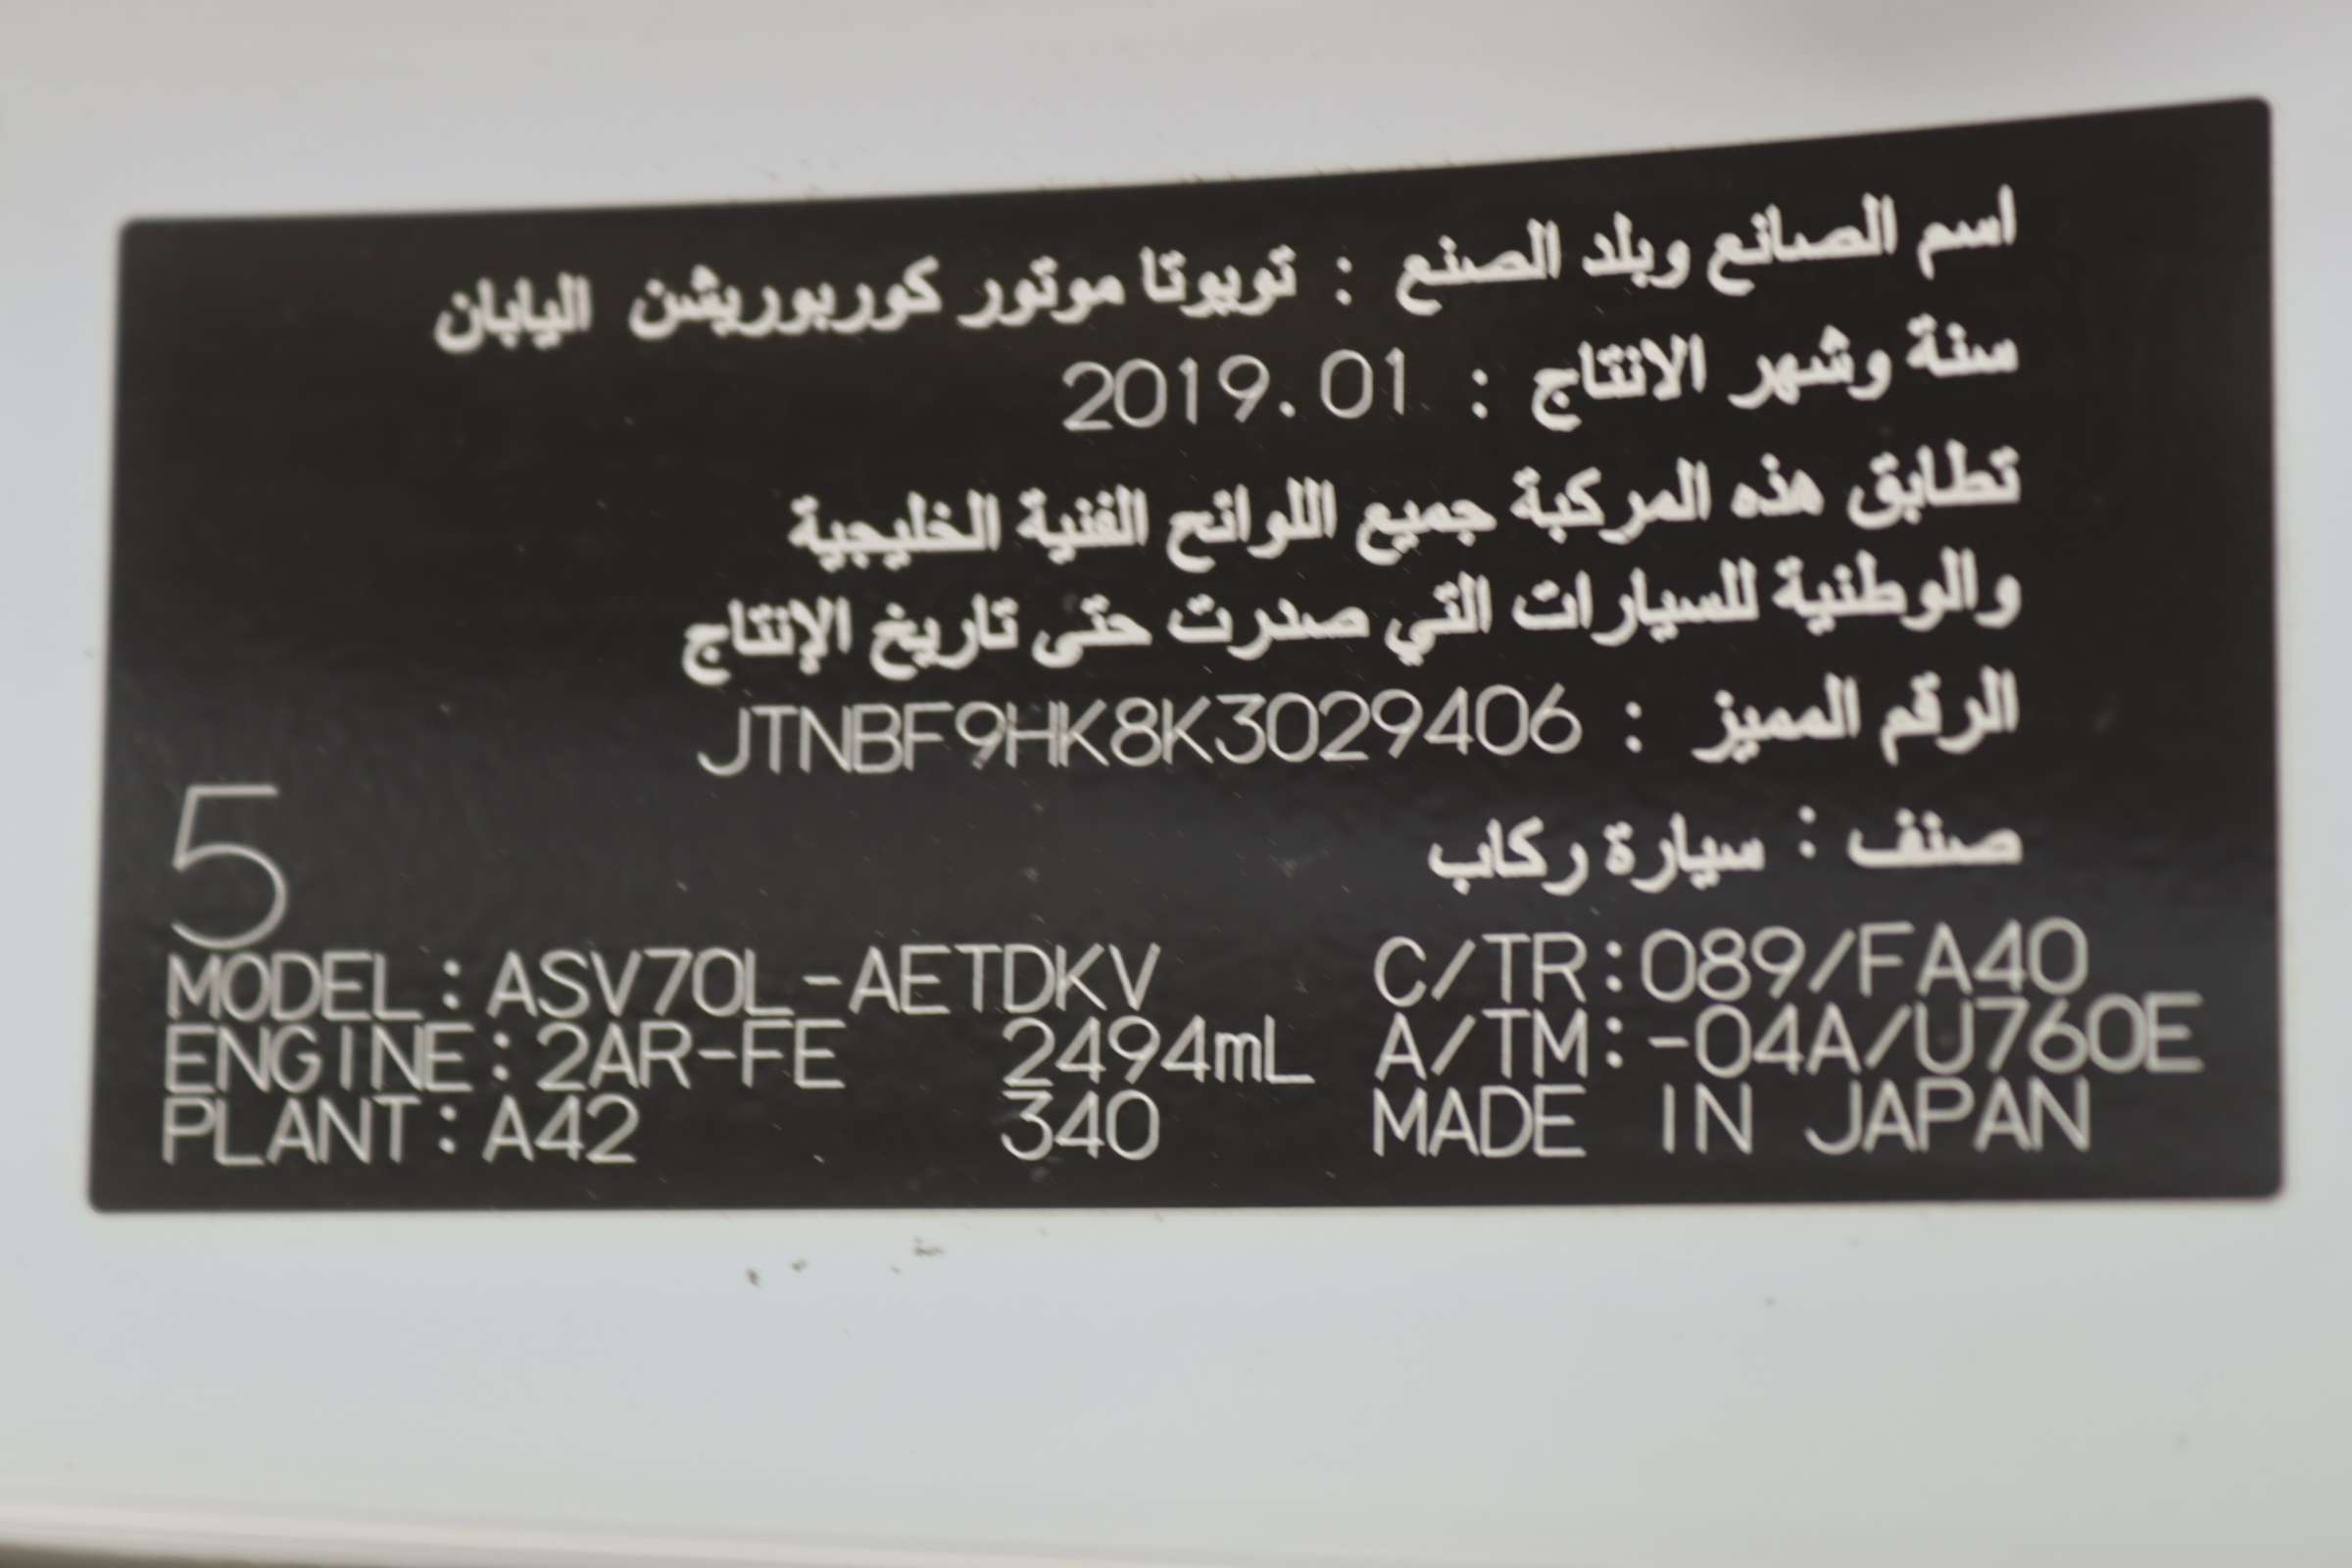 اسم الصانع وبلد الصنع : تويوتا موتور كوربوريشن اليابان
سنة وشهر الانتاج : 2019.01
تطابق هذه المركبة جميع اللوائح الفنية الخليجية
والوطنية للسيارات التي صدرت حتى تاريخ الإنتاج
الرقم المميز : JTNBF9HK8K3029406
صنف : سيارة ركاب
5
MODEL:ASV70L-AETDKV C/TR:089/FA40
ENGINE:2AR-FE 2494mL A/TM:-04A/U760E
PLANT:A42 340 MADE IN JAPAN